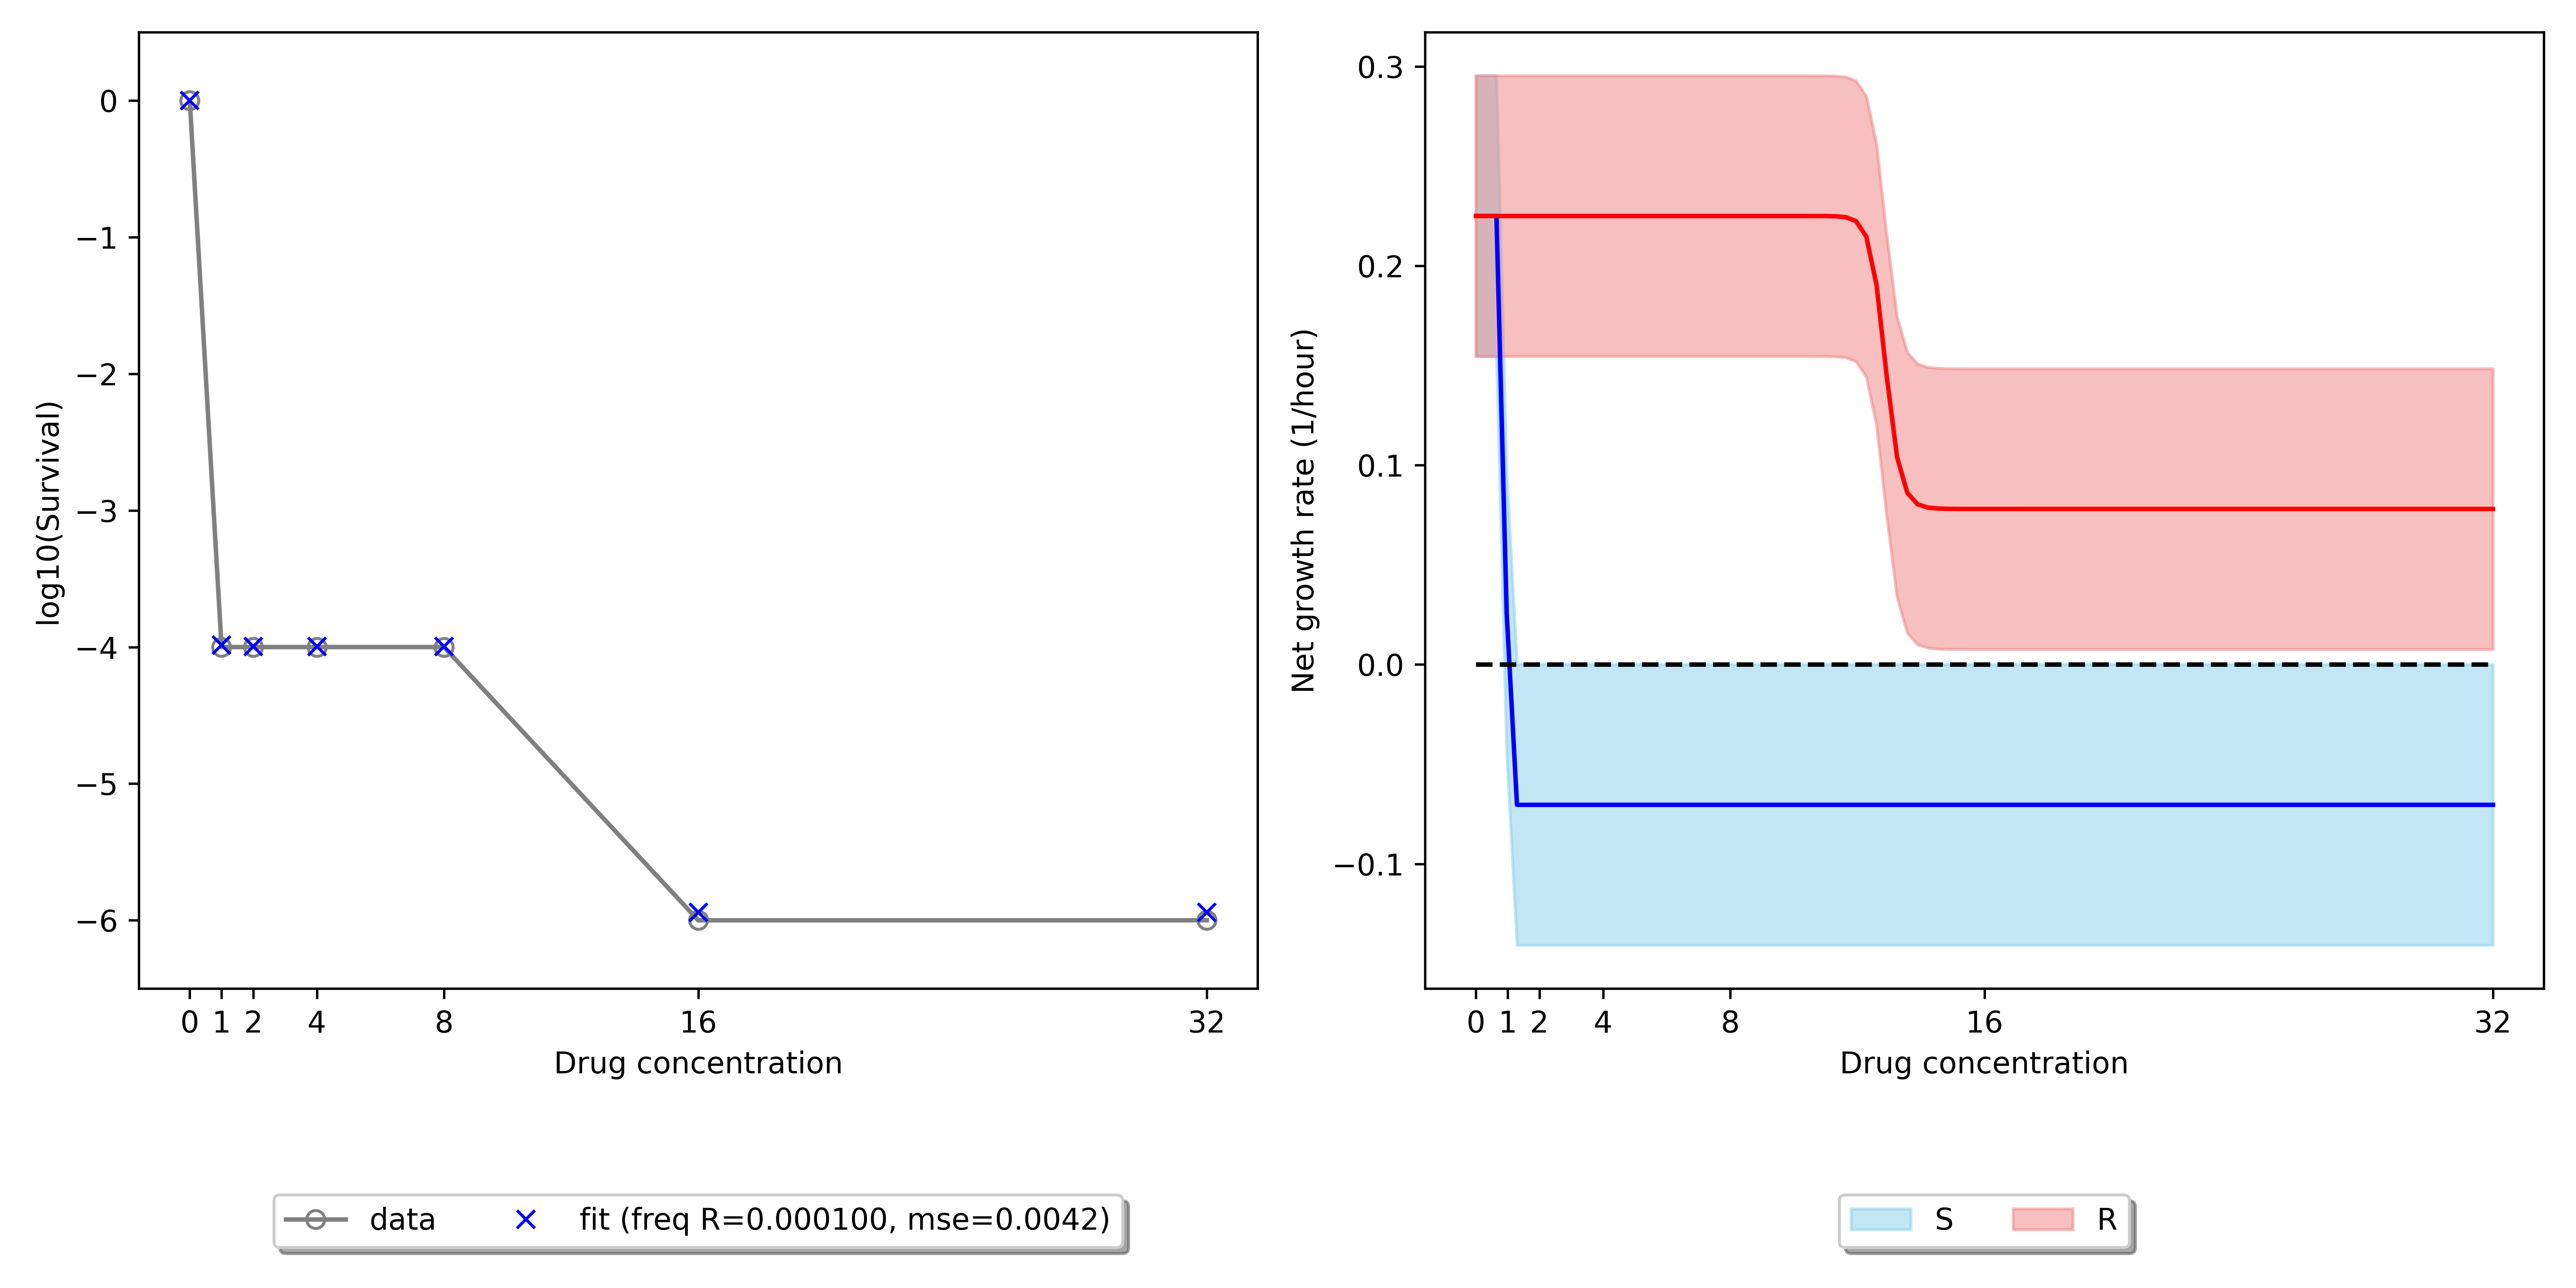 0
−1
−2
−3
−4
−5
−6
log10(Survival)
0 1 2 4 8 16 32
Drug concentration
data fit (freq R=0.000100, mse=0.0042)
0.3
0.2
0.1
0.0
−0.1
Net growth rate (1/hour)
0 1 2 4 8 16 32
Drug concentration
S R